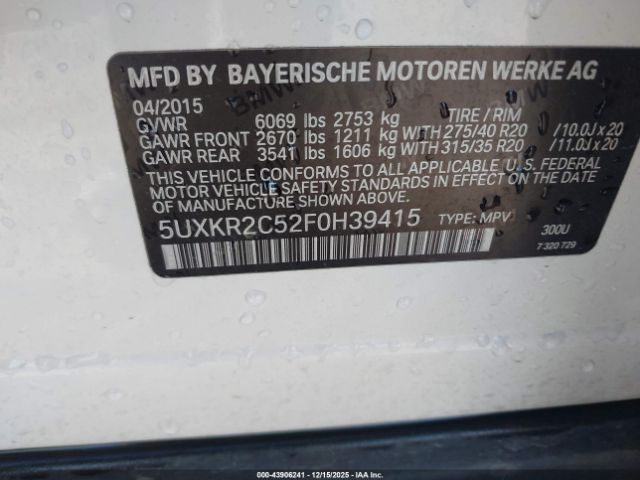 MFD BY BAYERISCHE MOTOREN WERKE AG
04/2015 TIRE / RIM
GVWR 6069 lbs 2753 kg
GAWR FRONT 2670 lbs 1211 kg WITH 275/40 R20 /10.0J x 20
GAWR REAR 3541 lbs 1606 kg WITH 315/35 R20 /11.0J x 20
THIS VEHICLE CONFORMS TO ALL APPLICABLE U.S. FEDERAL
MOTOR VEHICLE SAFETY STANDARDS IN EFFECT ON THE DATE
OF MANUFACTURE SHOWN ABOVE.
5UXKR2C52F0H39415 TYPE: MPV
300U
7 320 729
000-43906241 - 12/15/2025 - IAAI.com